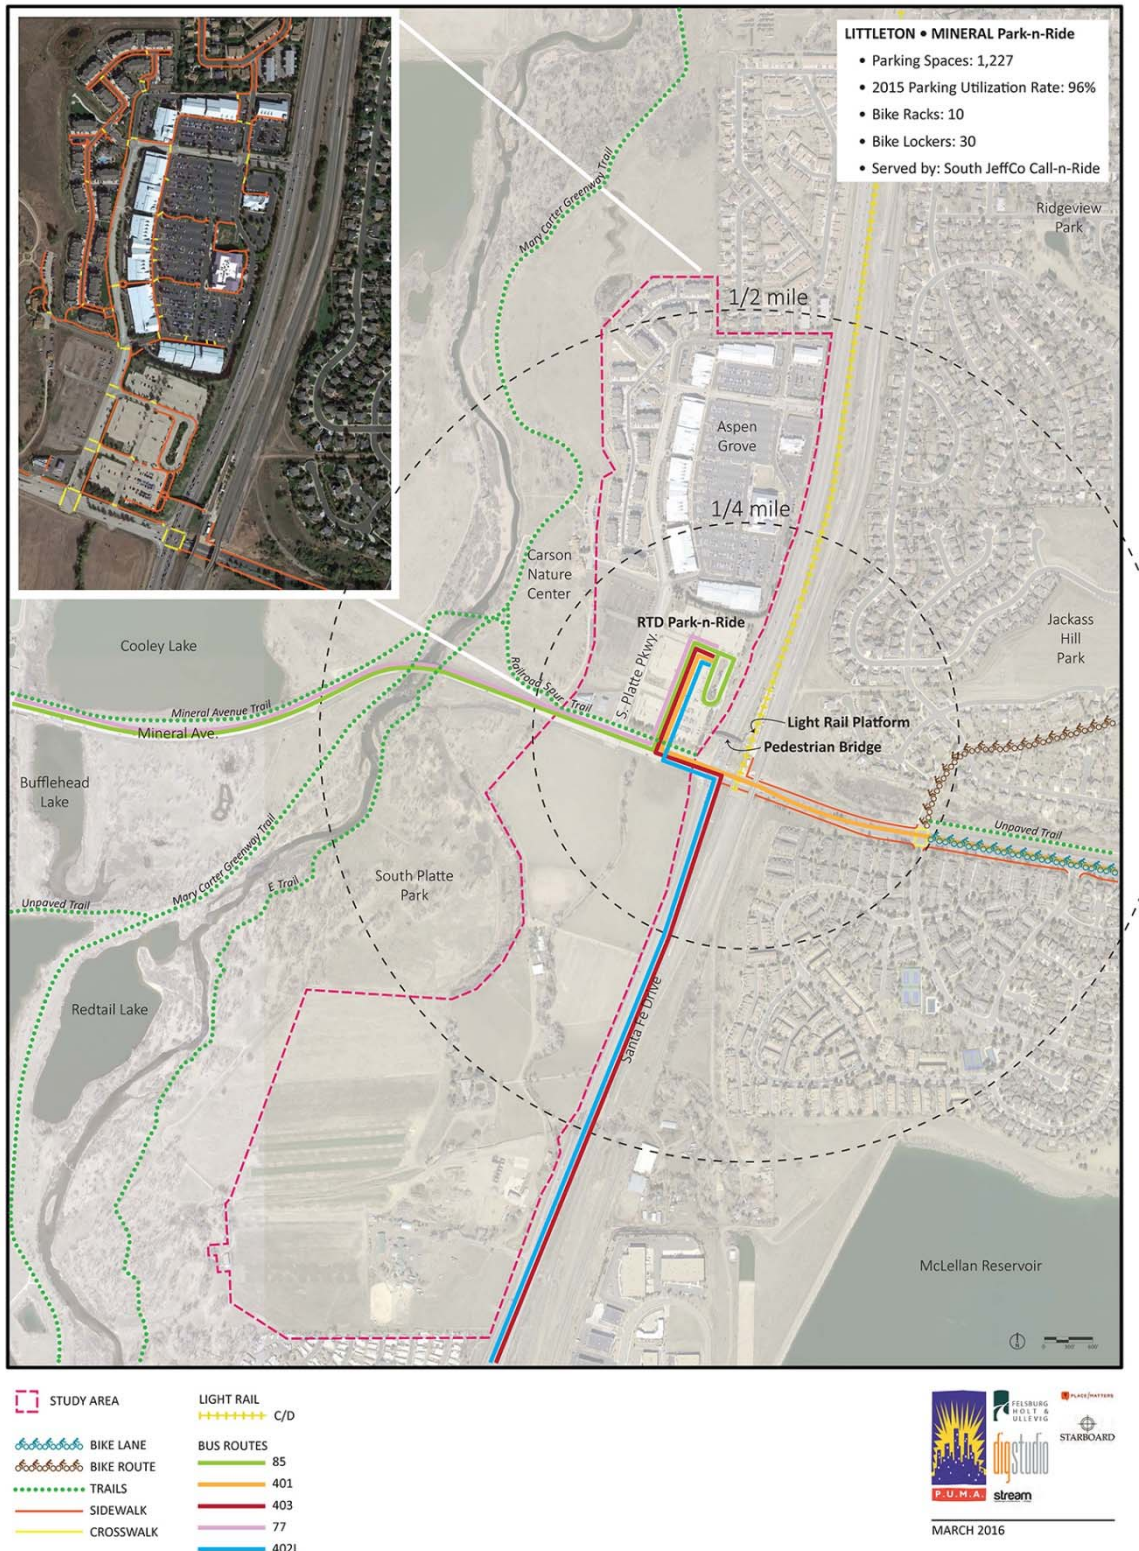 LITTLETON • MINERAL Park-n-Ride
• Parking Spaces: 1,227
• 2015 Parking Utilization Rate: 96%
• Bike Racks: 10
• Bike Lockers: 30
• Served by: South JeffCo Call-n-Ride
Mary Carter Greenway Trail
Ridgeview
Park
1/2 mile
Aspen
Grove
1/4 mile
Carson
Nature
Center
RTD Park-n-Ride
Jackass
Hill
Park
Cooley Lake
S. Platte Pkwy.
Railroad Spur Trail
Mineral Avenue Trail
Mineral Ave.
Light Rail Platform
Pedestrian Bridge
Bufflehead
Lake
Unpaved Trail
Mary Carter Greenway Trail
E Trail
South Platte
Park
Unpaved Trail
Redtail Lake
Santa Fe Drive
McLellan Reservoir
STUDY AREA
BIKE LANE
BIKE ROUTE
TRAILS
SIDEWALK
CROSSWALK
LIGHT RAIL
C/D
BUS ROUTES
85
401
403
77
402L
P.U.M.A.
FELSBURG
HOLT &
ULLEVIG
digstudio
stream
PLACEMATTERS
STARBOARD
MARCH 2016